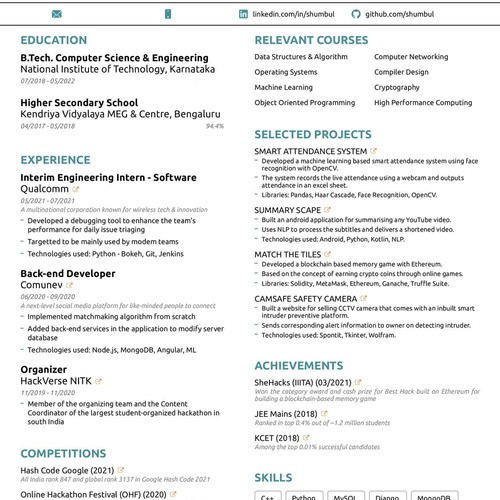 linkedin.com/in/shumbul
github.com/shumbul
EDUCATION
B.Tech. Computer Science & Engineering
National Institute of Technology, Karnataka
07/2018 - 05/2022
Higher Secondary School
Kendriya Vidyalaya MEG & Centre, Bengaluru
04/2017 - 05/2018
94.4%
EXPERIENCE
Interim Engineering Intern - Software
Qualcomm
05/2021 - 07/2021
A multinational corporation known for wireless tech & innovation
– Developed a debugging tool to enhance the team's
performance for daily issue triaging
– Targetted to be mainly used by modem teams
– Technologies used: Python - Bokeh, Git, Jenkins
Back-end Developer
Comunev
06/2020 - 09/2020
A next-level social media platform for like-minded people to connect
– Implemented matchmaking algorithm from scratch
– Added back-end services in the application to modify server
database
– Technologies used: Node.js, MongoDB, Angular, ML
Organizer
HackVerse NITK
11/2019 - 11/2020
– Member of the organizing team and the Content
Coordinator of the largest student-organized hackathon in
south India
COMPETITIONS
Hash Code Google (2021)
All India rank 847 and global rank 3137 in Google Hash Code 2021
Online Hackathon Festival (OHF) (2020)
RELEVANT COURSES
Data Structures & Algorithm
Computer Networking
Operating Systems
Compiler Design
Machine Learning
Cryptography
Object Oriented Programming
High Performance Computing
SELECTED PROJECTS
SMART ATTENDANCE SYSTEM
– Developed a machine learning based smart attendance system using face
recognition with OpenCV.
– The system records the live attendance using a webcam and outputs
attendance in an excel sheet.
– Libraries: Pandas, Haar Cascade, Face Recognition, OpenCV.
SUMMARY SCAPE
– Built an android application for summarising any YouTube video.
– Uses NLP to process the subtitles and delivers a shortened video.
– Technologies used: Android, Python, Kotlin, NLP.
MATCH THE TILES
– Developed a blockchain based memory game with Ethereum.
– Based on the concept of earning crypto coins through online games.
– Libraries: Solidity, MetaMask, Ethereum, Ganache, Truffle Suite.
CAMSAFE SAFETY CAMERA
– Built a website for selling CCTV camera that comes with an inbuilt smart
intruder preventive platform.
– Sends corresponding alert information to owner on detecting intruder.
– Technologies used: Spontit, Tkinter, Wolfram.
ACHIEVEMENTS
SheHacks (IIITA) (03/2021)
Won the category award and cash prize for Best Hack built on Ethereum for
building a blockchain-based memory game
JEE Mains (2018)
Ranked in top 0.4% out of ~1.2 million students
KCET (2018)
Among the top 0.01% successful candidates
SKILLS
C++
Python
MySQL
Django
MongoDB